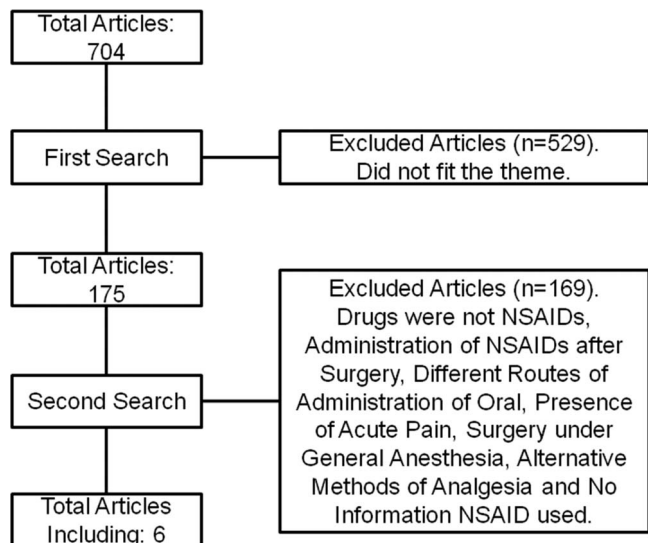 Total Articles:
704
First Search
Excluded Articles (n=529).
Did not fit the theme.
Total Articles:
175
Excluded Articles (n=169).
Drugs were not NSAIDs,
Administration of NSAIDs after
Surgery, Different Routes of
Administration of Oral, Presence
of Acute Pain, Surgery under
General Anesthesia, Alternative
Methods of Analgesia and No
Information NSAID used.
Second Search
Total Articles
Including: 6